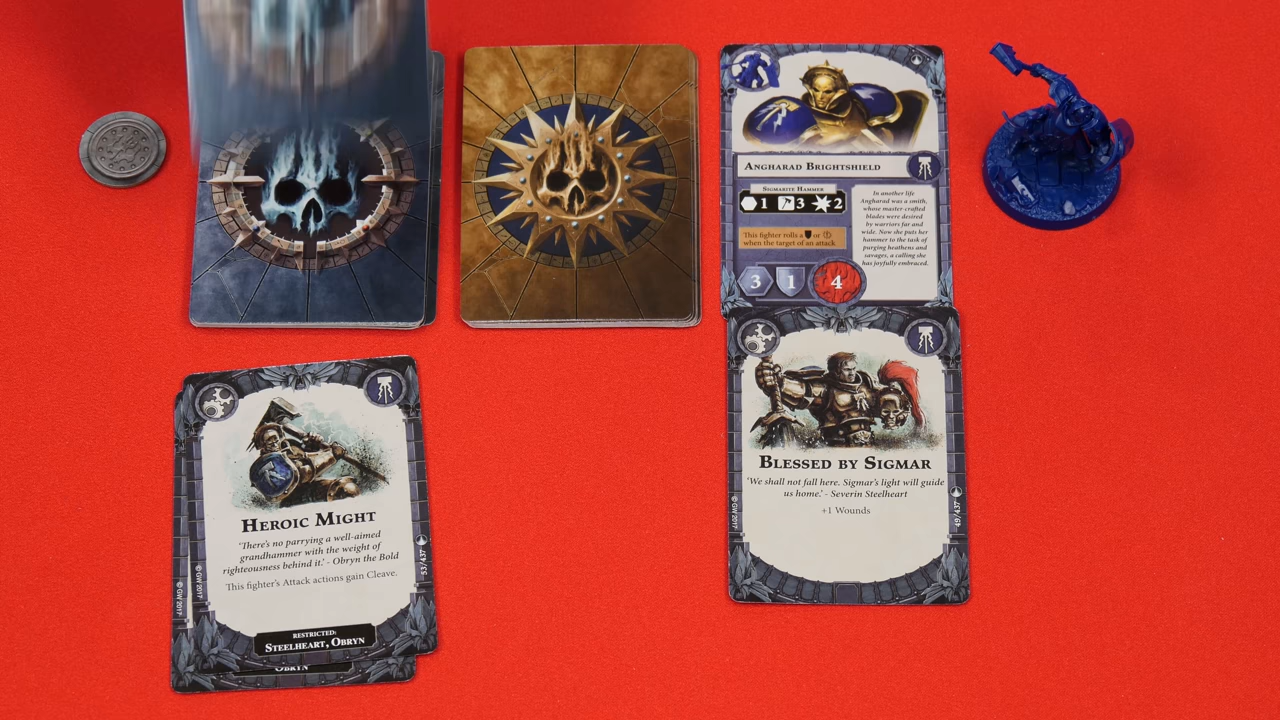 Angharad Brightshield
Sigmarite Hammer
1 3 2
This fighter rolls a or
when the target of an attack
In another life
Angharad was a smith,
whose master-crafted
blades were desired
by warriors far and
wide. Now she puts her
hammer to the task of
purging heathens and
savages, a calling she
has joyfully embraced.
3 1 4
Blessed by Sigmar
'We shall not fall here. Sigmar's light will guide
us home.' - Severin Steelheart
+1 Wounds
© GW 2017
49/437
Heroic Might
'There's no parrying a well-aimed
grandhammer with the weight of
righteousness behind it.' - Obryn the Bold
This fighter's Attack actions gain Cleave.
© GW 2017
© GW 2017
53/437
RESTRICTED:
Steelheart, Obryn
Obryn